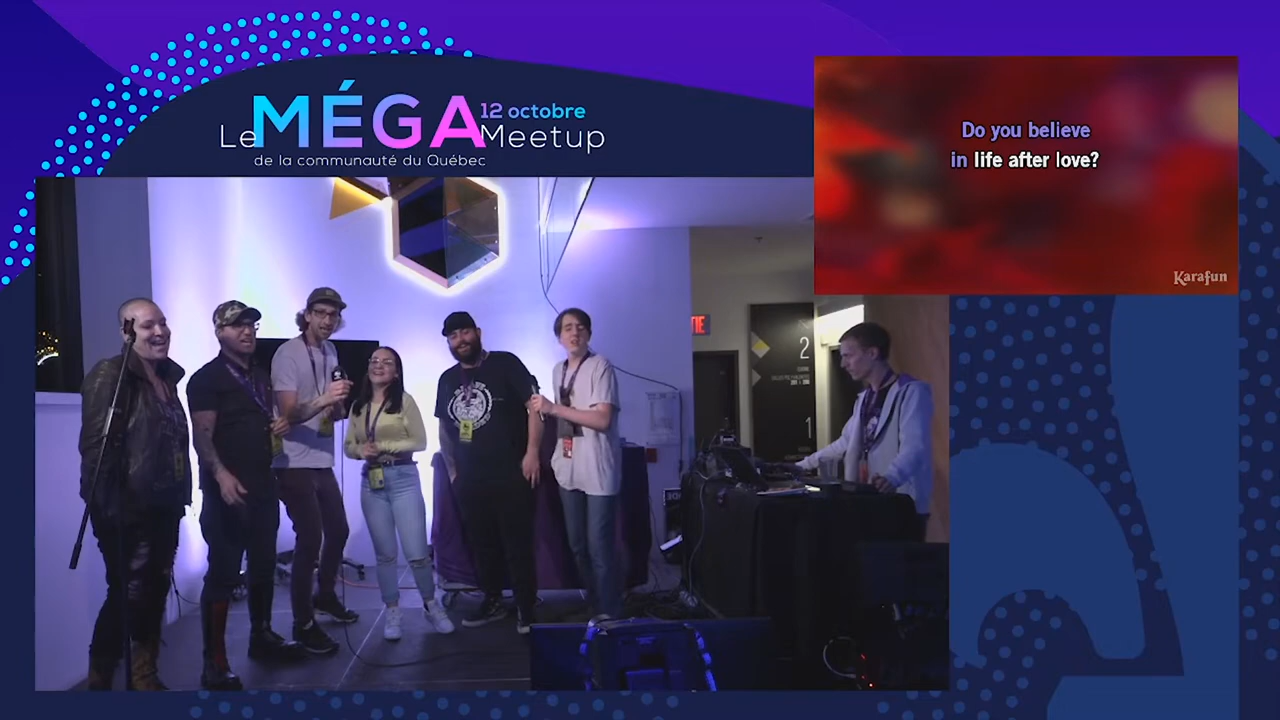 12 octobre
Le MÉGA Meetup
de la communauté du Québec
Do you believe
in life after love?
Karafun
TIE
2
1